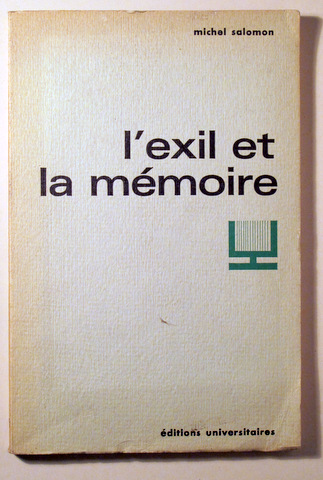 michel salomon
l'exil et
la mémoire
éditions universitaires